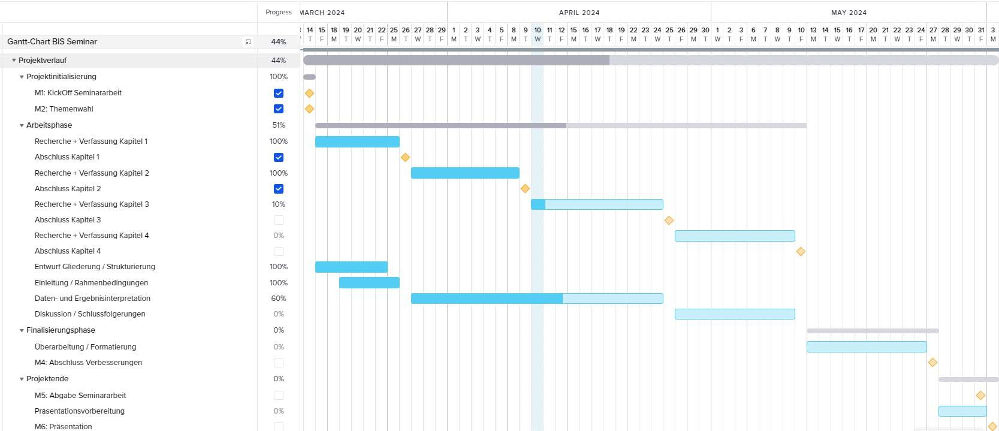 Progress MARCH 2024 APRIL 2024 MAY 2024
14 15 18 19 20 21 22 25 26 27 28 29 1 2 3 4 5 8 9 10 11 12 15 16 17 18 19 22 23 24 25 26 29 30 1 2 3 6 7 8 9 10 13 14 15 16 17 20 21 22 23 24 27 28 29 30 31 3
T F M T W T F M T W T F M T W T F M T W T F M T W T F M T W T F M T W T F M T W T F M T W T F M T W T F M T W T F M
Gantt-Chart BIS Seminar 44%
Projektverlauf 44%
Projektinitialisierung 100%
M1: KickOff Seminararbeit
M2: Themenwahl
Arbeitsphase 51%
Recherche + Verfassung Kapitel 1 100%
Abschluss Kapitel 1
Recherche + Verfassung Kapitel 2 100%
Abschluss Kapitel 2
Recherche + Verfassung Kapitel 3 10%
Abschluss Kapitel 3
Recherche + Verfassung Kapitel 4 0%
Abschluss Kapitel 4
Entwurf Gliederung / Strukturierung 100%
Einleitung / Rahmenbedingungen 100%
Daten- und Ergebnisinterpretation 60%
Diskussion / Schlussfolgerungen 0%
Finalisierungsphase 0%
Überarbeitung / Formatierung 0%
M4: Abschluss Verbesserungen
Projektende 0%
M5: Abgabe Seminararbeit
Präsentationsvorbereitung 0%
M6: Präsentation